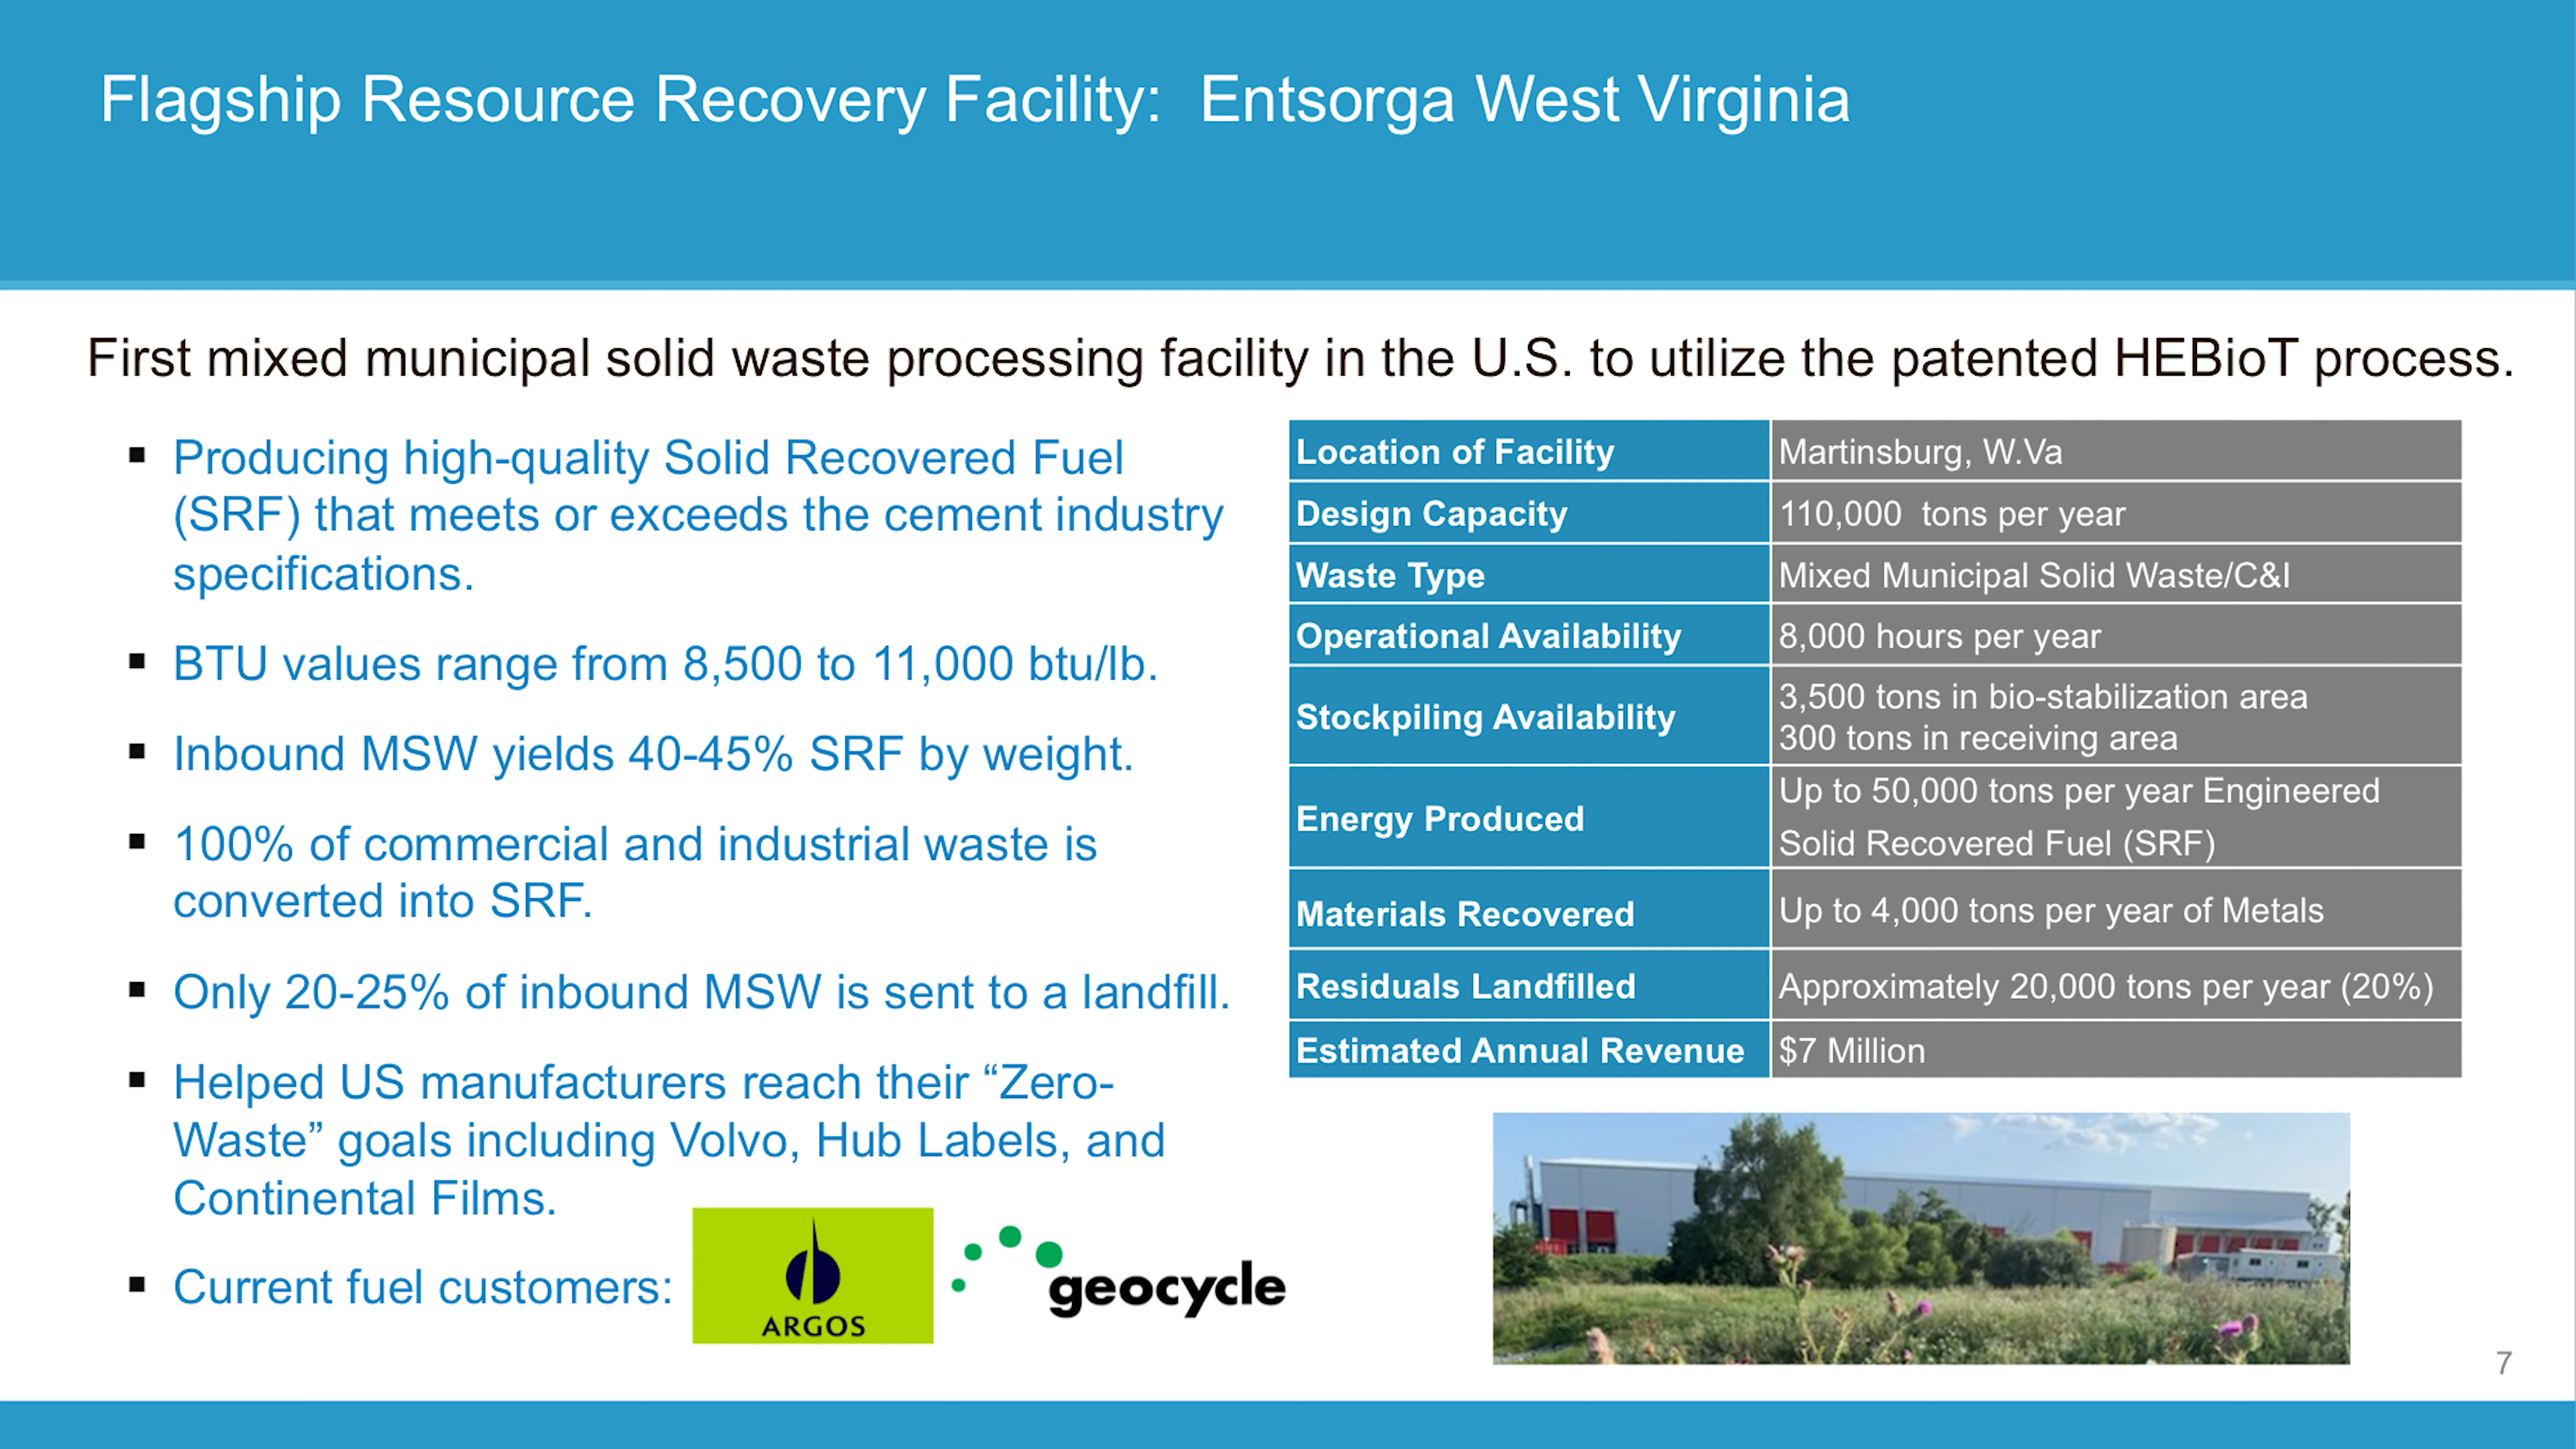 Flagship Resource Recovery Facility:  Entsorga West Virginia
First mixed municipal solid waste processing facility in the U.S. to utilize the patented HEBioT process.
▪ Producing high-quality Solid Recovered Fuel
(SRF) that meets or exceeds the cement industry
specifications.
▪ BTU values range from 8,500 to 11,000 btu/lb.
▪ Inbound MSW yields 40-45% SRF by weight.
▪ 100% of commercial and industrial waste is
converted into SRF.
▪ Only 20-25% of inbound MSW is sent to a landfill.
▪ Helped US manufacturers reach their “Zero-
Waste” goals including Volvo, Hub Labels, and
Continental Films.
▪ Current fuel customers:
ARGOS
geocycle
Location of Facility Martinsburg, W.Va
Design Capacity 110,000  tons per year
Waste Type Mixed Municipal Solid Waste/C&I
Operational Availability 8,000 hours per year
Stockpiling Availability 3,500 tons in bio-stabilization area
300 tons in receiving area
Energy Produced Up to 50,000 tons per year Engineered
Solid Recovered Fuel (SRF)
Materials Recovered Up to 4,000 tons per year of Metals
Residuals Landfilled Approximately 20,000 tons per year (20%)
Estimated Annual Revenue $7 Million
7